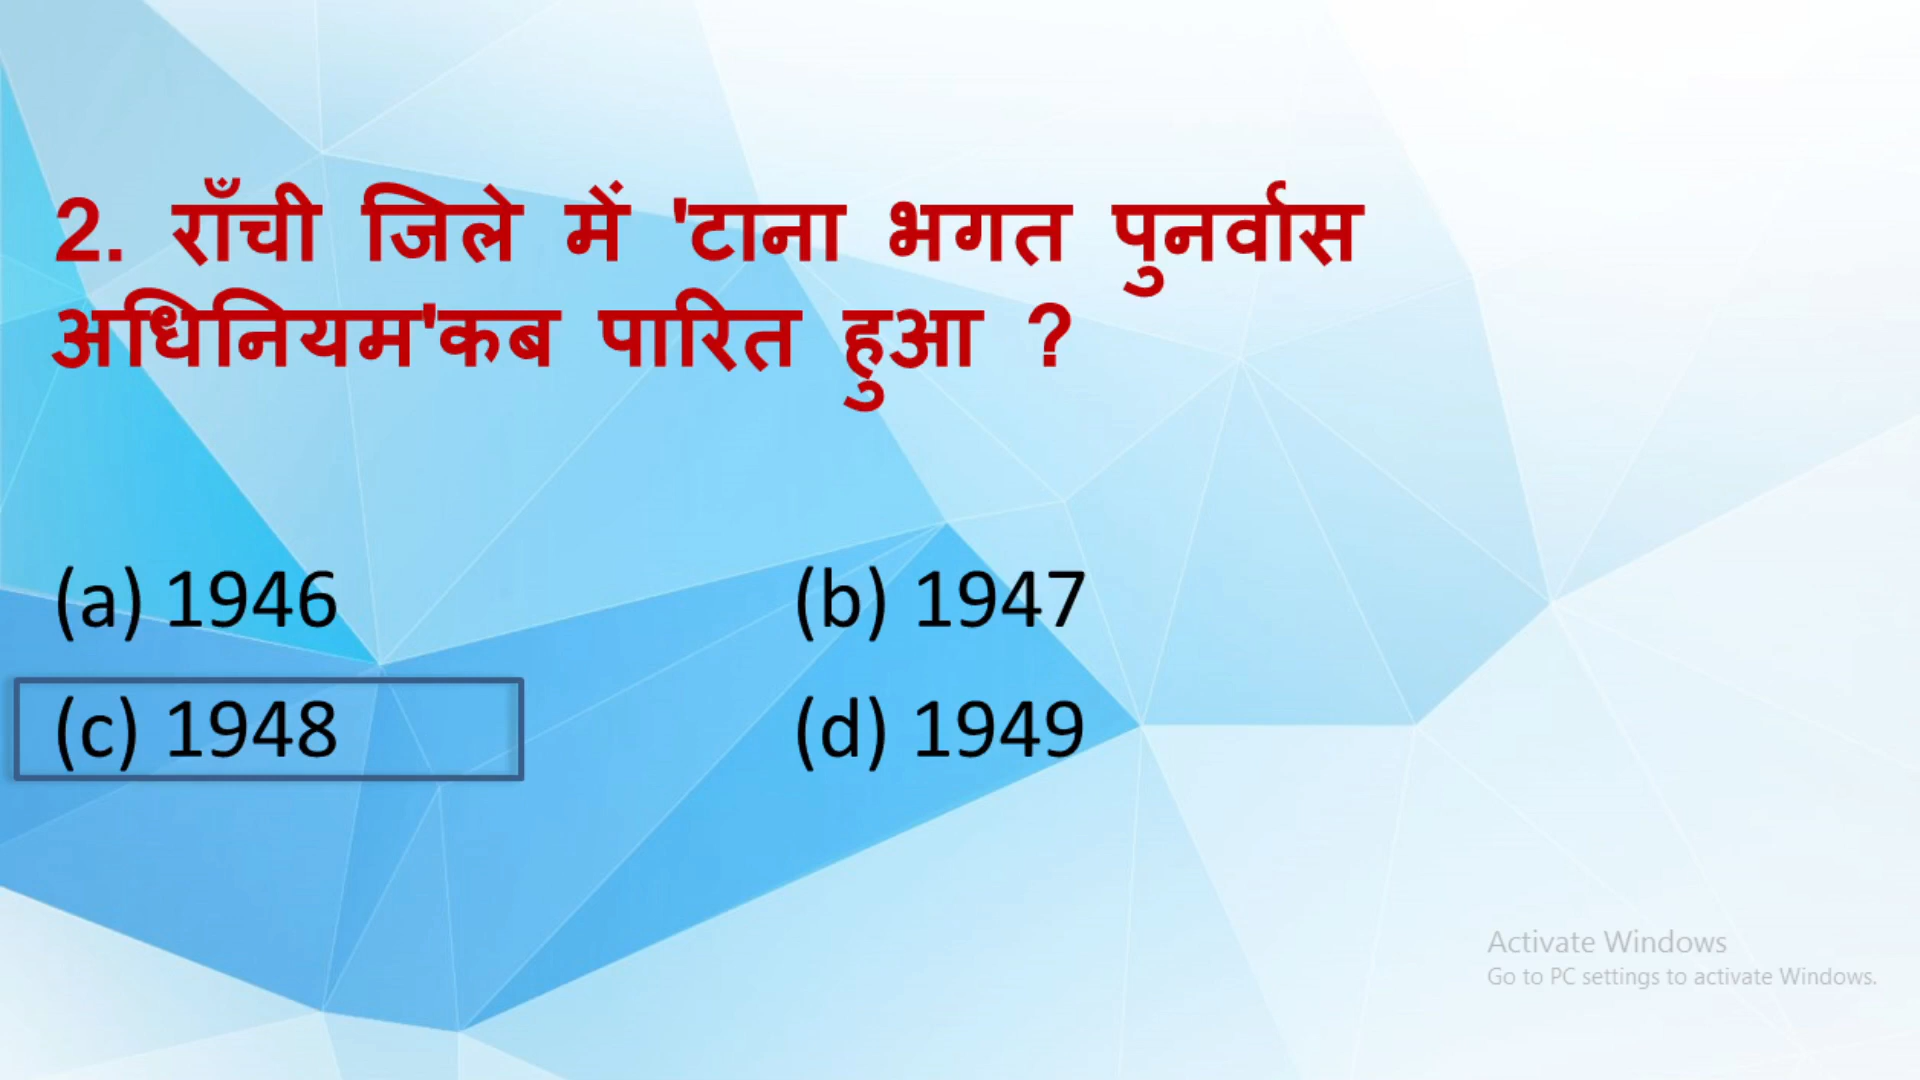 2. राँची जिले में 'टाना भगत पुनर्वास
अधिनियम'कब पारित हुआ ?
(a) 1946 (b) 1947
(c) 1948 (d) 1949
Activate Windows
Go to PC settings to activate Windows.